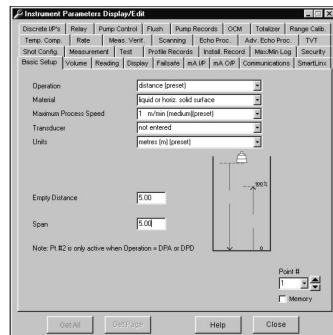 Instrument Parameters Display/Edit
Discrete I/P's Relay Pump Control Flush Pump Records OCM Totalizer Range Calib.
Temp. Comp. Rate Meas. Verif. Scanning Echo Proc. Adv. Echo Proc. TVT
Shot Config. Measurement Test Profile Records Install. Record Max/Min Log Security
Basic Setup Volume Reading Display Failsafe mA I/P mA O/P Communications SmartLinx
Operation distance (preset)
Material liquid or horiz. solid surface
Maximum Process Speed 1 m/min (medium)(preset)
Transducer not entered
Units metres (m) (preset)
100%
Empty Distance 5.00
Span 5.00
0
Note: Pt.#2 is only active when Operation = DPA or DPD
Point #
1
Memory
Get All Get Page Help Close